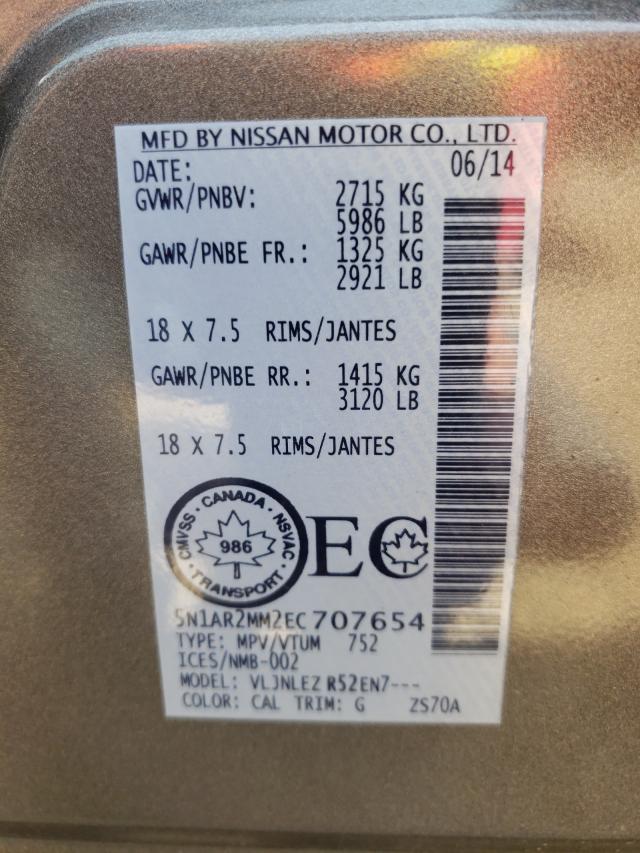 MFD BY NISSAN MOTOR CO., LTD.
DATE: 06/14
GVWR/PNBV: 2715 KG
5986 LB
GAWR/PNBE FR.: 1325 KG
2921 LB
18 X 7.5 RIMS/JANTES
GAWR/PNBE RR.: 1415 KG
3120 LB
18 X 7.5 RIMS/JANTES
CMVSS · CANADA · NSVAC
986
· TRANSPORT ·
EC
5N1AR2MM2EC707654
TYPE: MPV/VTUM 752
ICES/NMB-002
MODEL: VLJNLEZ R52EN7---
COLOR: CAL TRIM: G ZS70A